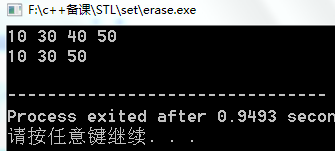 F:\c++备课\STL\set\erase.exe
10 30 40 50
10 30 50
--------------------------------
Process exited after 0.9493 secon
请按任意键继续. . .